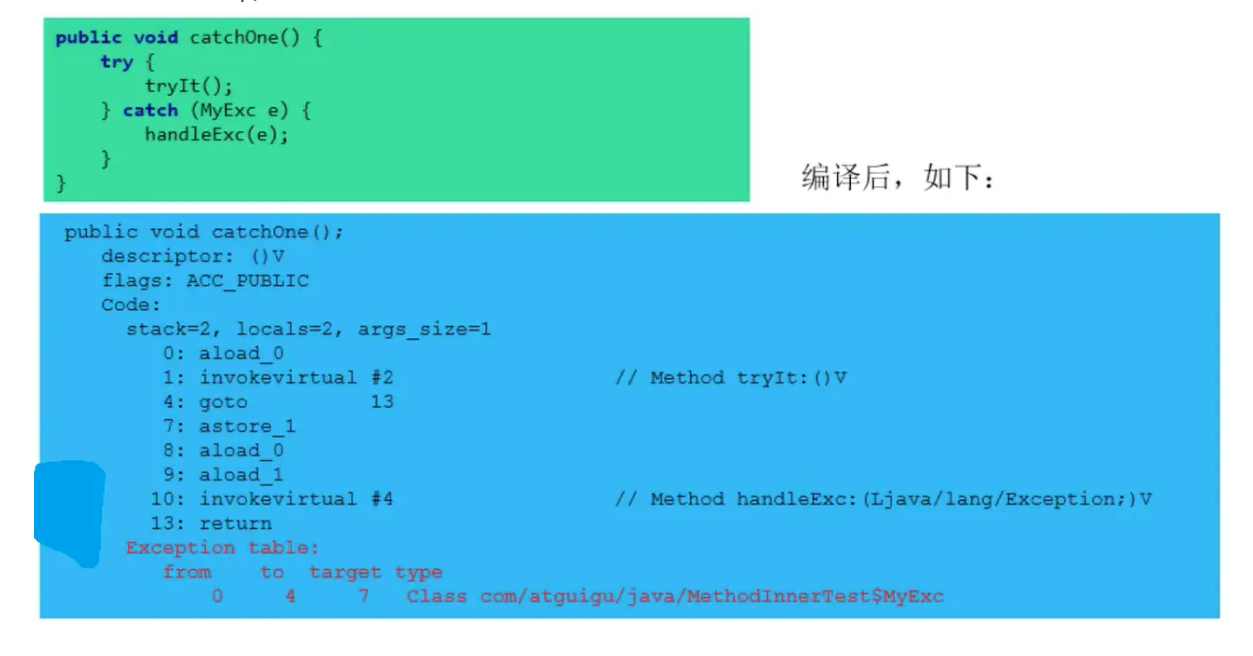 public void catchOne() {
    try {
        tryIt();
    } catch (MyExc e) {
        handleExc(e);
    }
}
编译后，如下：
public void catchOne();
   descriptor: ()V
   flags: ACC_PUBLIC
   Code:
     stack=2, locals=2, args_size=1
        0: aload_0
        1: invokevirtual #2                  // Method tryIt:()V
        4: goto          13
        7: astore_1
        8: aload_0
        9: aload_1
       10: invokevirtual #4                  // Method handleExc:(Ljava/lang/Exception;)V
       13: return
     Exception table:
        from    to  target type
            0     4     7   Class com/atguigu/java/MethodInnerTest$MyExc